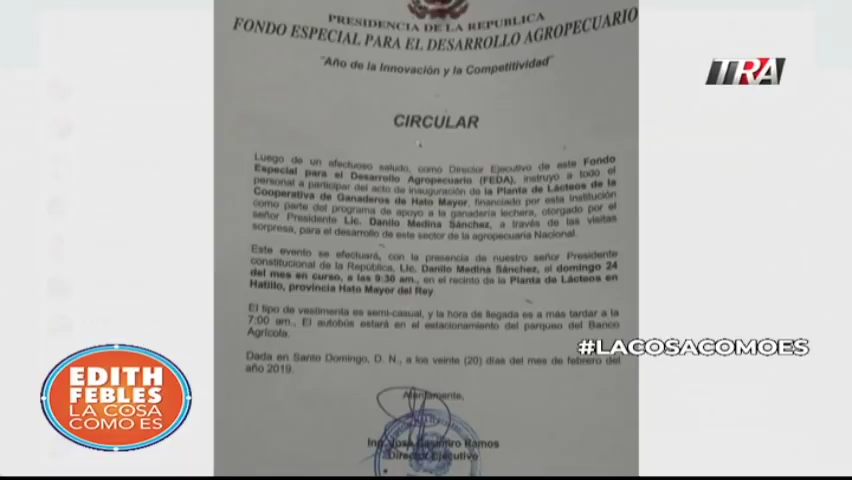 PRESIDENCIA DE LA REPUBLICA
FONDO ESPECIAL PARA EL DESARROLLO AGROPECUARIO
"Año de la Innovación y la Competitividad"
TRA
CIRCULAR
Luego de un afectuoso saludo, como Director Ejecutivo de este Fondo
Especial para el Desarrollo Agropecuario (FEDA), instruyo a todo el
personal a participar del acto de inauguración de la Planta de Lácteos de la
Cooperativa de Ganaderos de Hato Mayor, financiado por esta Institución
como parte del programa de apoyo a la ganadería lechera, otorgado por el
señor Presidente Lic. Danilo Medina Sánchez, a través de las visitas
sorpresa, para el desarrollo de este sector de la agropecuaria Nacional.
Este evento se efectuará, con la presencia de nuestro señor Presidente
constitucional de la República, Lic. Danilo Medina Sánchez, el domingo 24
del mes en curso, a las 9:30 am., en el recinto de la Planta de Lácteos en
Hatillo, provincia Hato Mayor del Rey
El tipo de vestimenta es semi-casual, y la hora de llegada es a más tardar a la
7:00 am., El autobús estará en el estacionamiento del parqueo del Banco
Agrícola.
#LACOSACOMOES
Dada en Santo Domingo, D. N., a los veinte (20) días del mes de febrero del
año 2019.
Atentamente,
Ing. José Ramos
Director Ejecutivo
EDITH
FEBLES
LA COSA
COMO ES